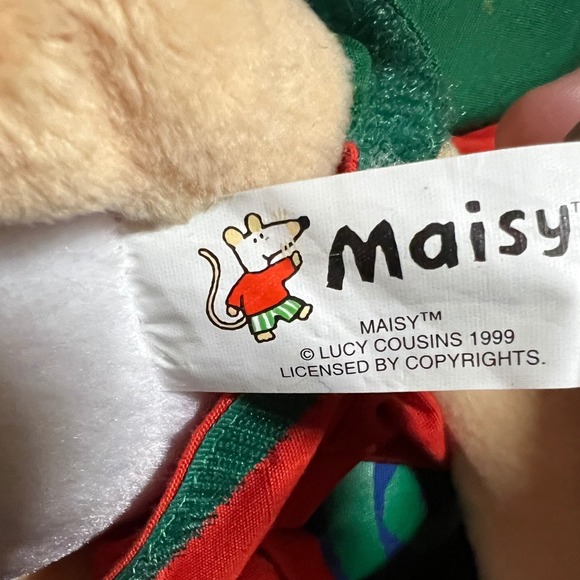 Maisy™
MAISY™
© LUCY COUSINS 1999
LICENSED BY COPYRIGHTS.